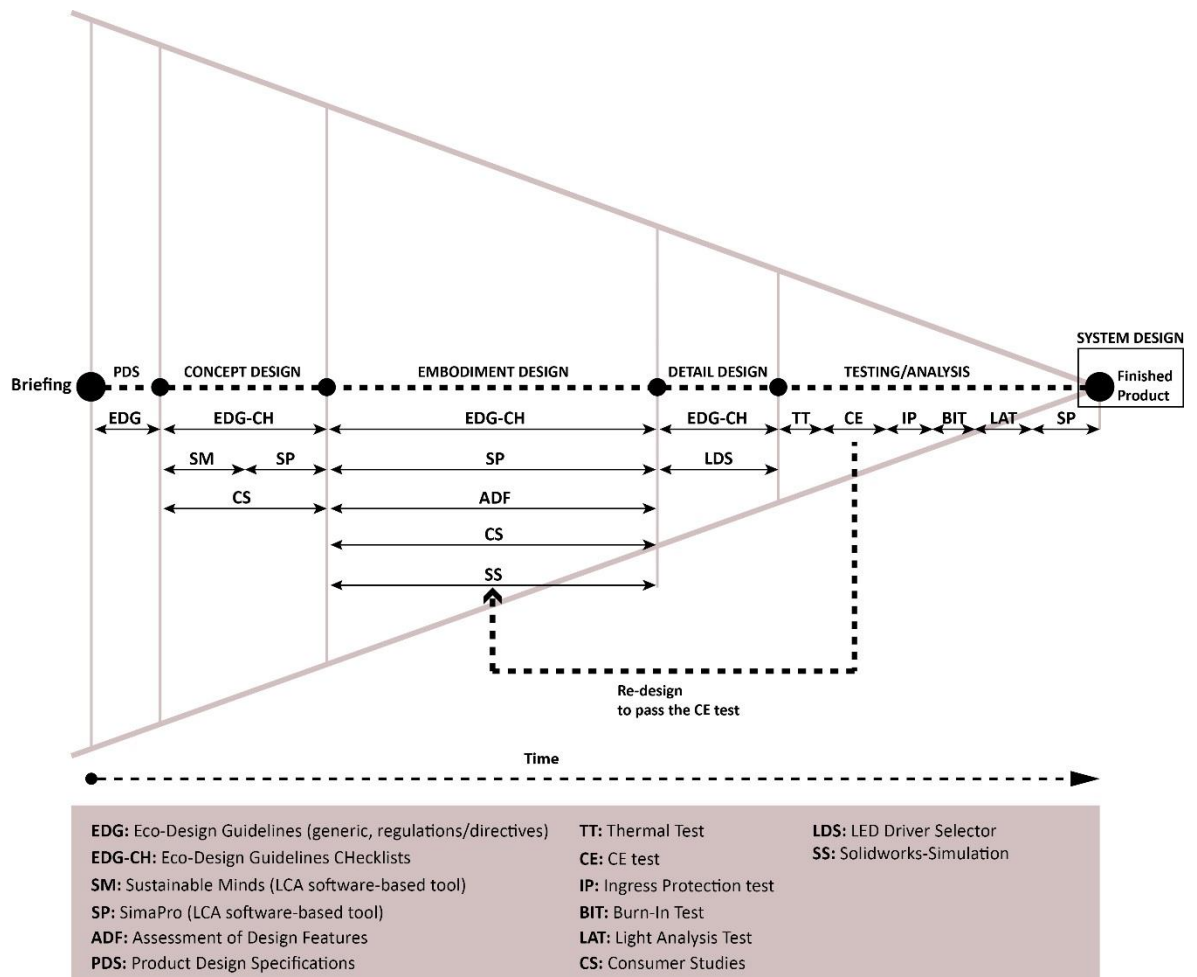 SYSTEM DESIGN
Briefing
PDS
CONCEPT DESIGN
EMBODIMENT DESIGN
DETAIL DESIGN
TESTING/ANALYSIS
Finished
Product
EDG
EDG-CH
EDG-CH
EDG-CH
TT
CE
IP
BIT
LAT
SP
SM
SP
SP
LDS
CS
ADF
CS
SS
Re-design
to pass the CE test
Time
EDG: Eco-Design Guidelines (generic, regulations/directives)
EDG-CH: Eco-Design Guidelines CHecklists
SM: Sustainable Minds (LCA software-based tool)
SP: SimaPro (LCA software-based tool)
ADF: Assessment of Design Features
PDS: Product Design Specifications
TT: Thermal Test
CE: CE test
IP: Ingress Protection test
BIT: Burn-In Test
LAT: Light Analysis Test
CS: Consumer Studies
LDS: LED Driver Selector
SS: Solidworks-Simulation